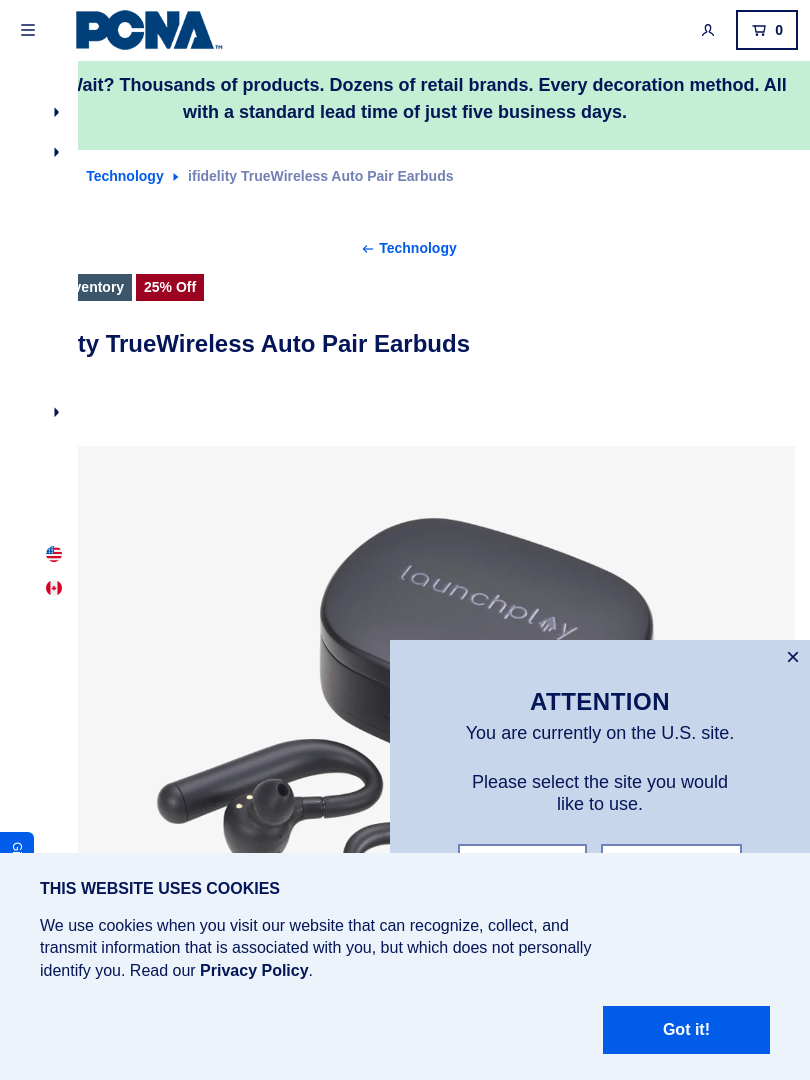 PCNA
TM
0
Wait? Thousands of products. Dozens of retail brands. Every decoration method. All
with a standard lead time of just five business days.
Technology
ifidelity TrueWireless Auto Pair Earbuds
Technology
25% Off
TrueWireless Auto Pair Earbuds
launchplay
ATTENTION
You are currently on the U.S. site.
Please select the site you would
like to use.
THIS WEBSITE USES COOKIES
We use cookies when you visit our website that can recognize, collect, and
transmit information that is associated with you, but which does not personally
identify you. Read our Privacy Policy.
Got it!